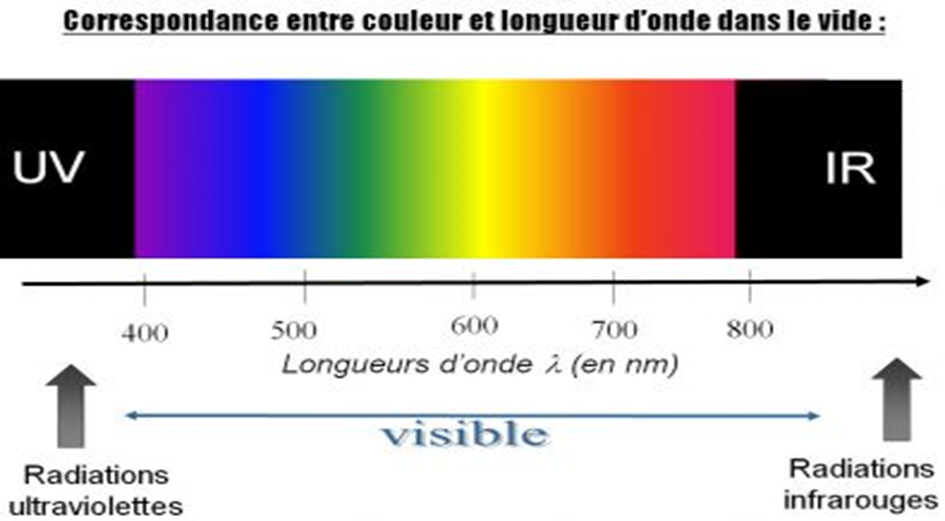 Correspondance entre couleur et longueur d'onde dans le vide :
UV
IR
400 500 600 700 800
Longueurs d'onde λ (en nm)
visible
Radiations
ultraviolettes
Radiations
infrarouges